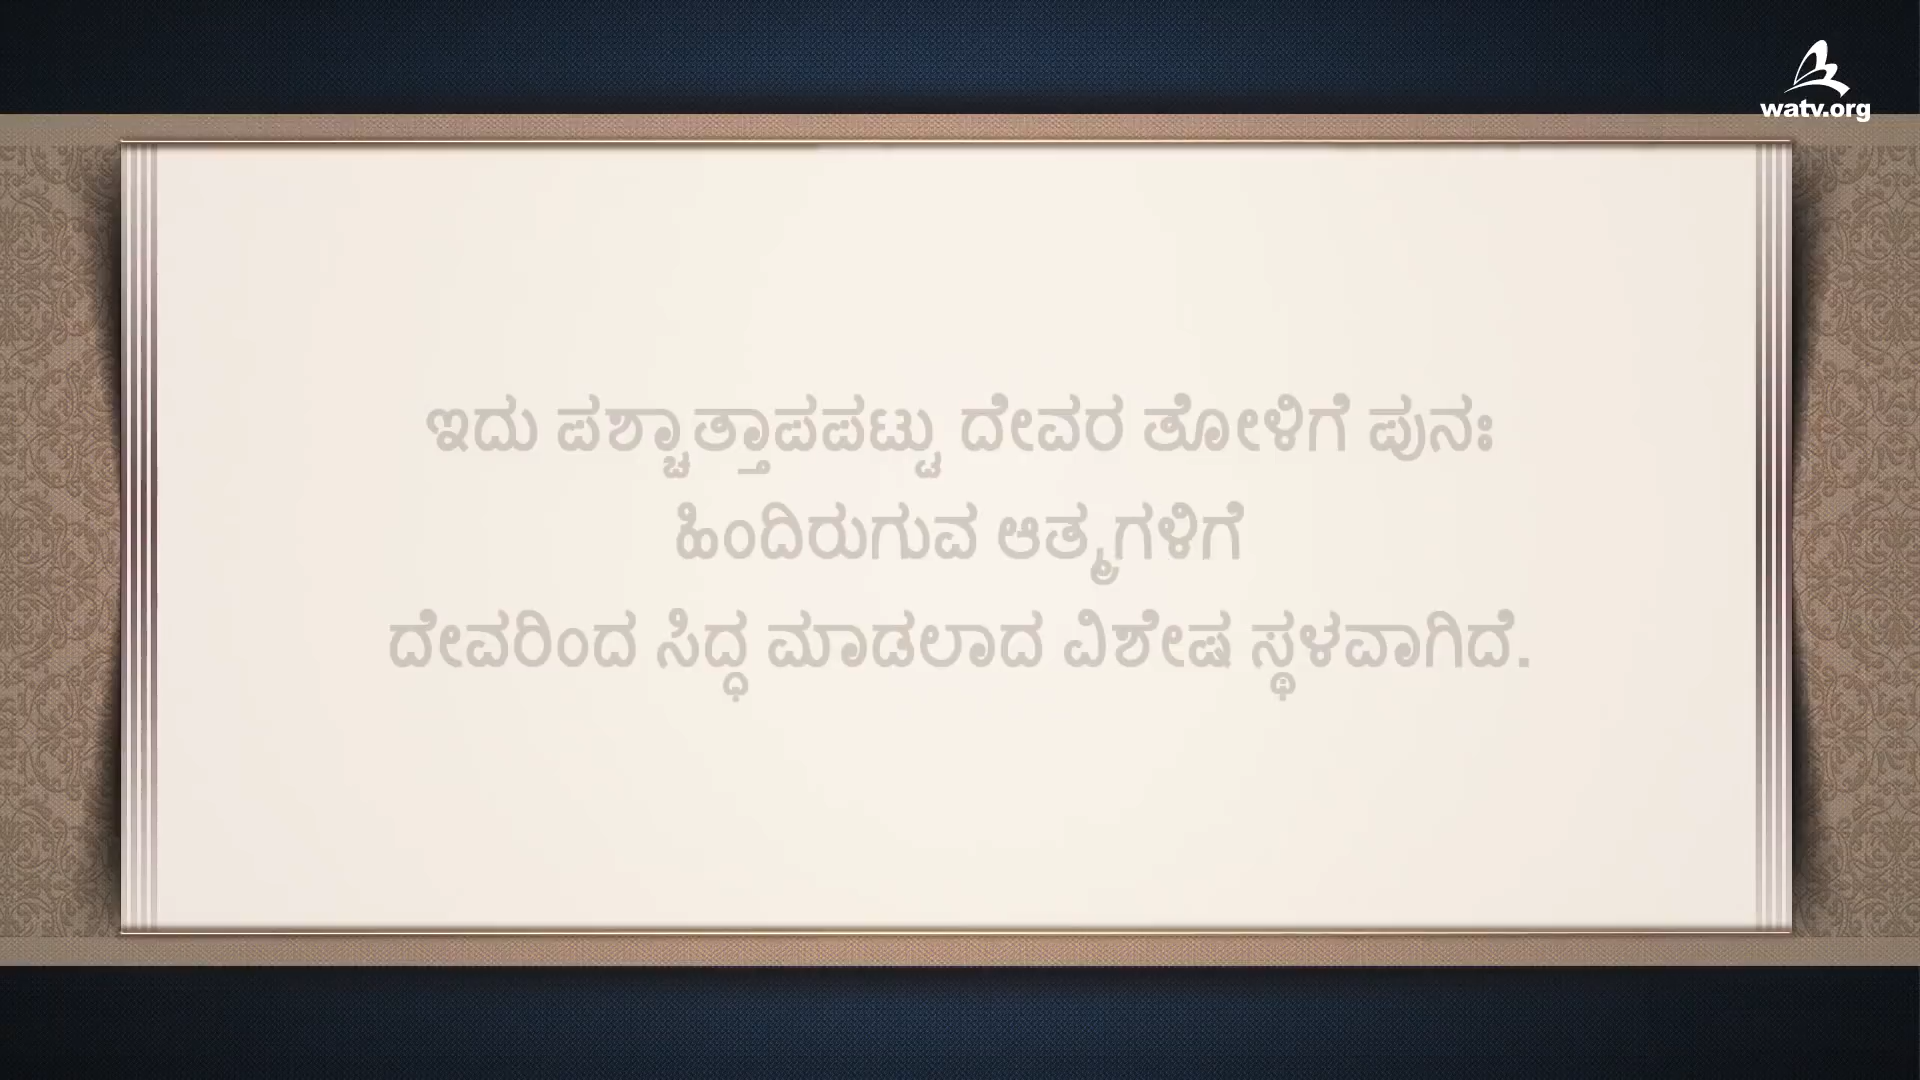 watv.org
ಇದು ಪಶ್ಚಾತ್ತಾಪಪಟ್ಟು ದೇವರ ತೋಳಿಗೆ ಪುನಃ
ಹಿಂದಿರುಗುವ ಆತ್ಮಗಳಿಗೆ
ದೇವರಿಂದ ಸಿದ್ಧ ಮಾಡಲಾದ ವಿಶೇಷ ಸ್ಥಳವಾಗಿದೆ.